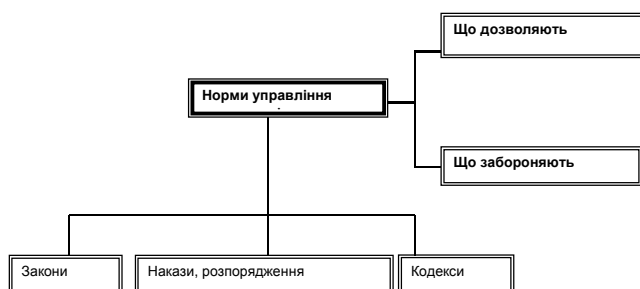 Що дозволяють
Норми управління
.
Що забороняють
Закони
Накази, розпорядження
Кодекси